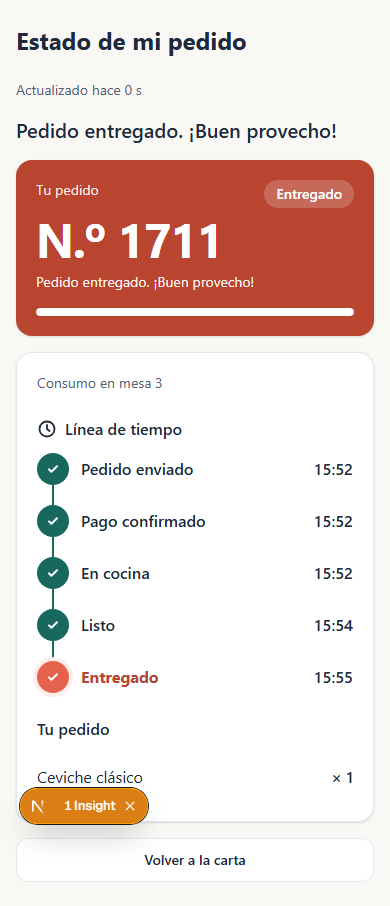 Estado de mi pedido
Actualizado hace 0 s
Pedido entregado. ¡Buen provecho!
Tu pedido
Entregado
N.º 1711
Pedido entregado. ¡Buen provecho!
Consumo en mesa 3
Línea de tiempo
Pedido enviado 15:52
Pago confirmado 15:52
En cocina 15:52
Listo 15:54
Entregado 15:55
Tu pedido
Ceviche clásico × 1
N 1 Insight ×
Volver a la carta